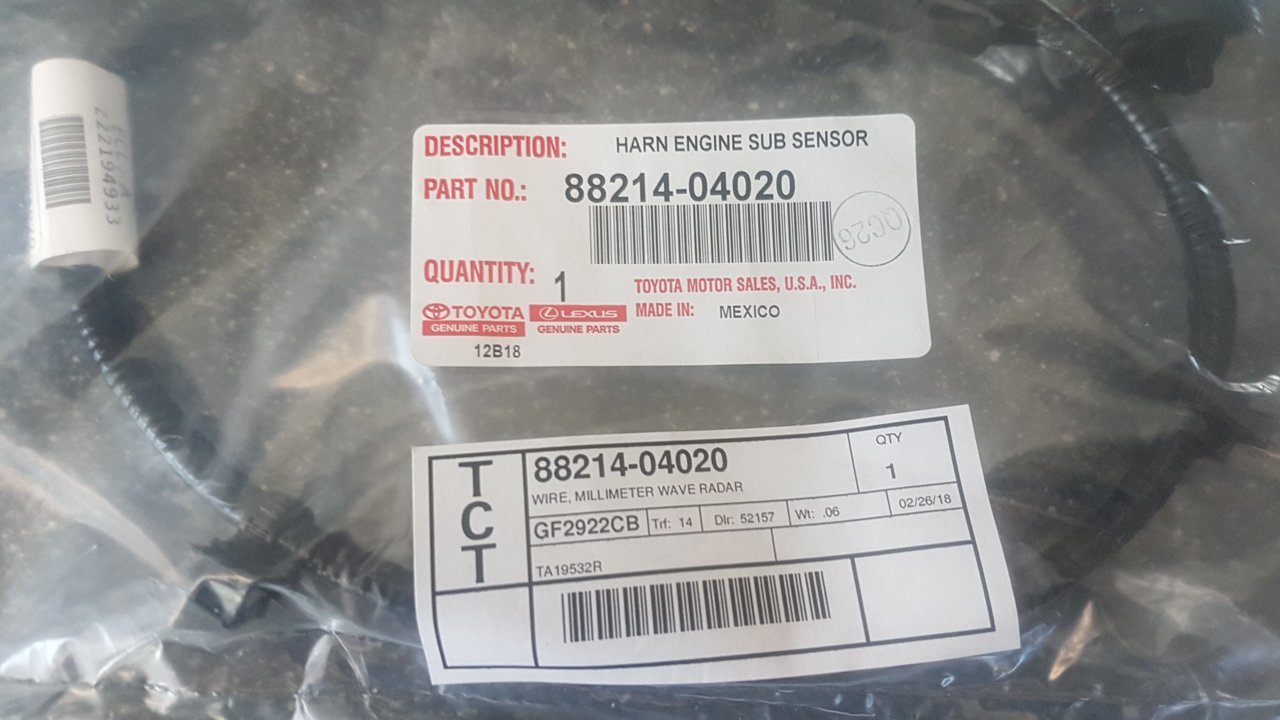 22194933
DESCRIPTION: HARN ENGINE SUB SENSOR
PART NO.: 88214-04020
QC26
QUANTITY: 1
TOYOTA MOTOR SALES, U.S.A., INC.
TOYOTA LEXUS
GENUINE PARTS GENUINE PARTS
MADE IN: MEXICO
12B18
TCT
88214-04020
QTY
1
WIRE, MILLIMETER WAVE RADAR
GF2922CB Trf: 14 Dlr: 52157 Wt: .06 02/26/18
TA19532R